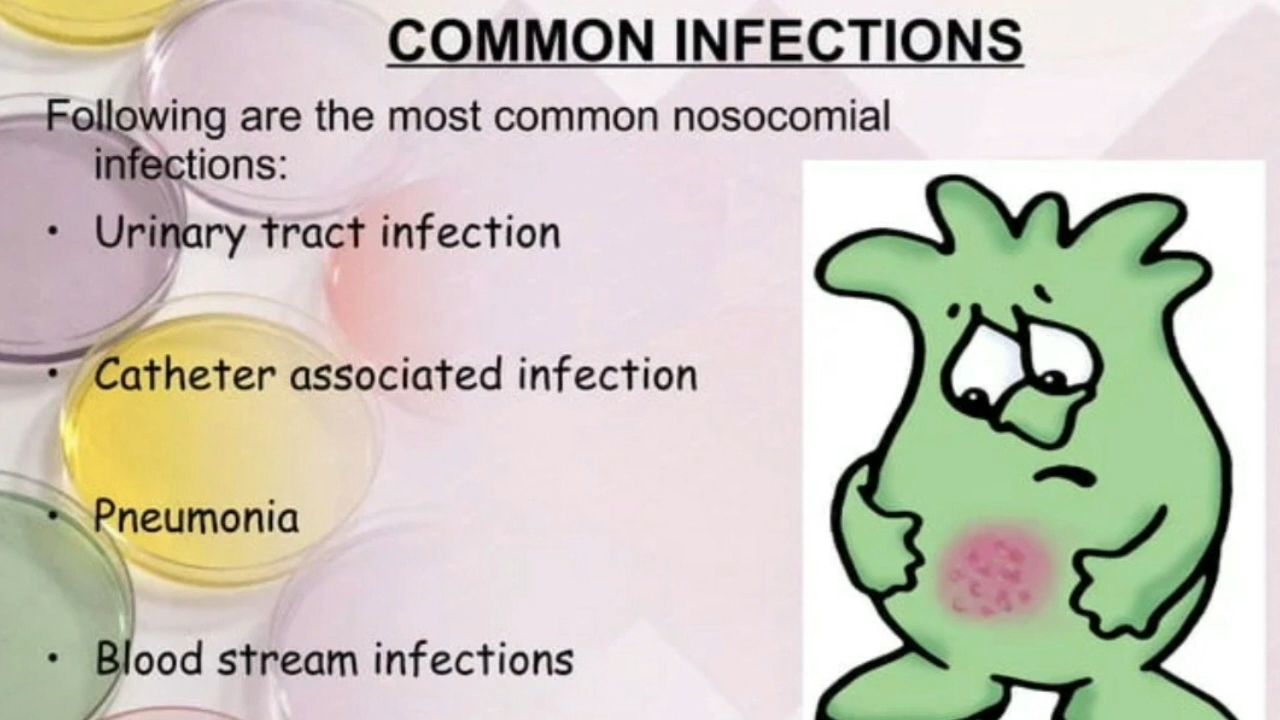 COMMON INFECTIONS
Following are the most common nosocomial
infections:
• Urinary tract infection
• Catheter associated infection
• Pneumonia
• Blood stream infections